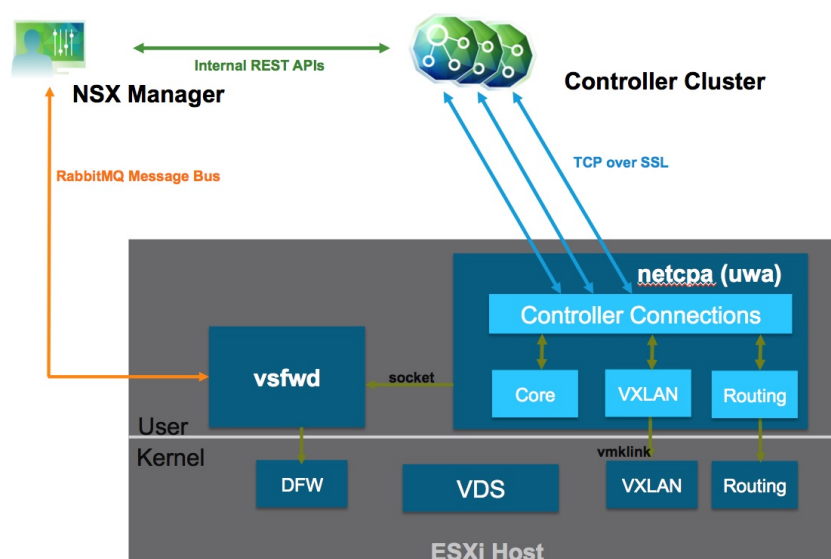 Internal REST APIs
NSX Manager
Controller Cluster
TCP over SSL
RabbitMQ Message Bus
netcpa (uwa)
Controller Connections
vsfwd
socket
Core
VXLAN
Routing
User
Kernel
vmklink
DFW
VDS
VXLAN
Routing
ESXi Host